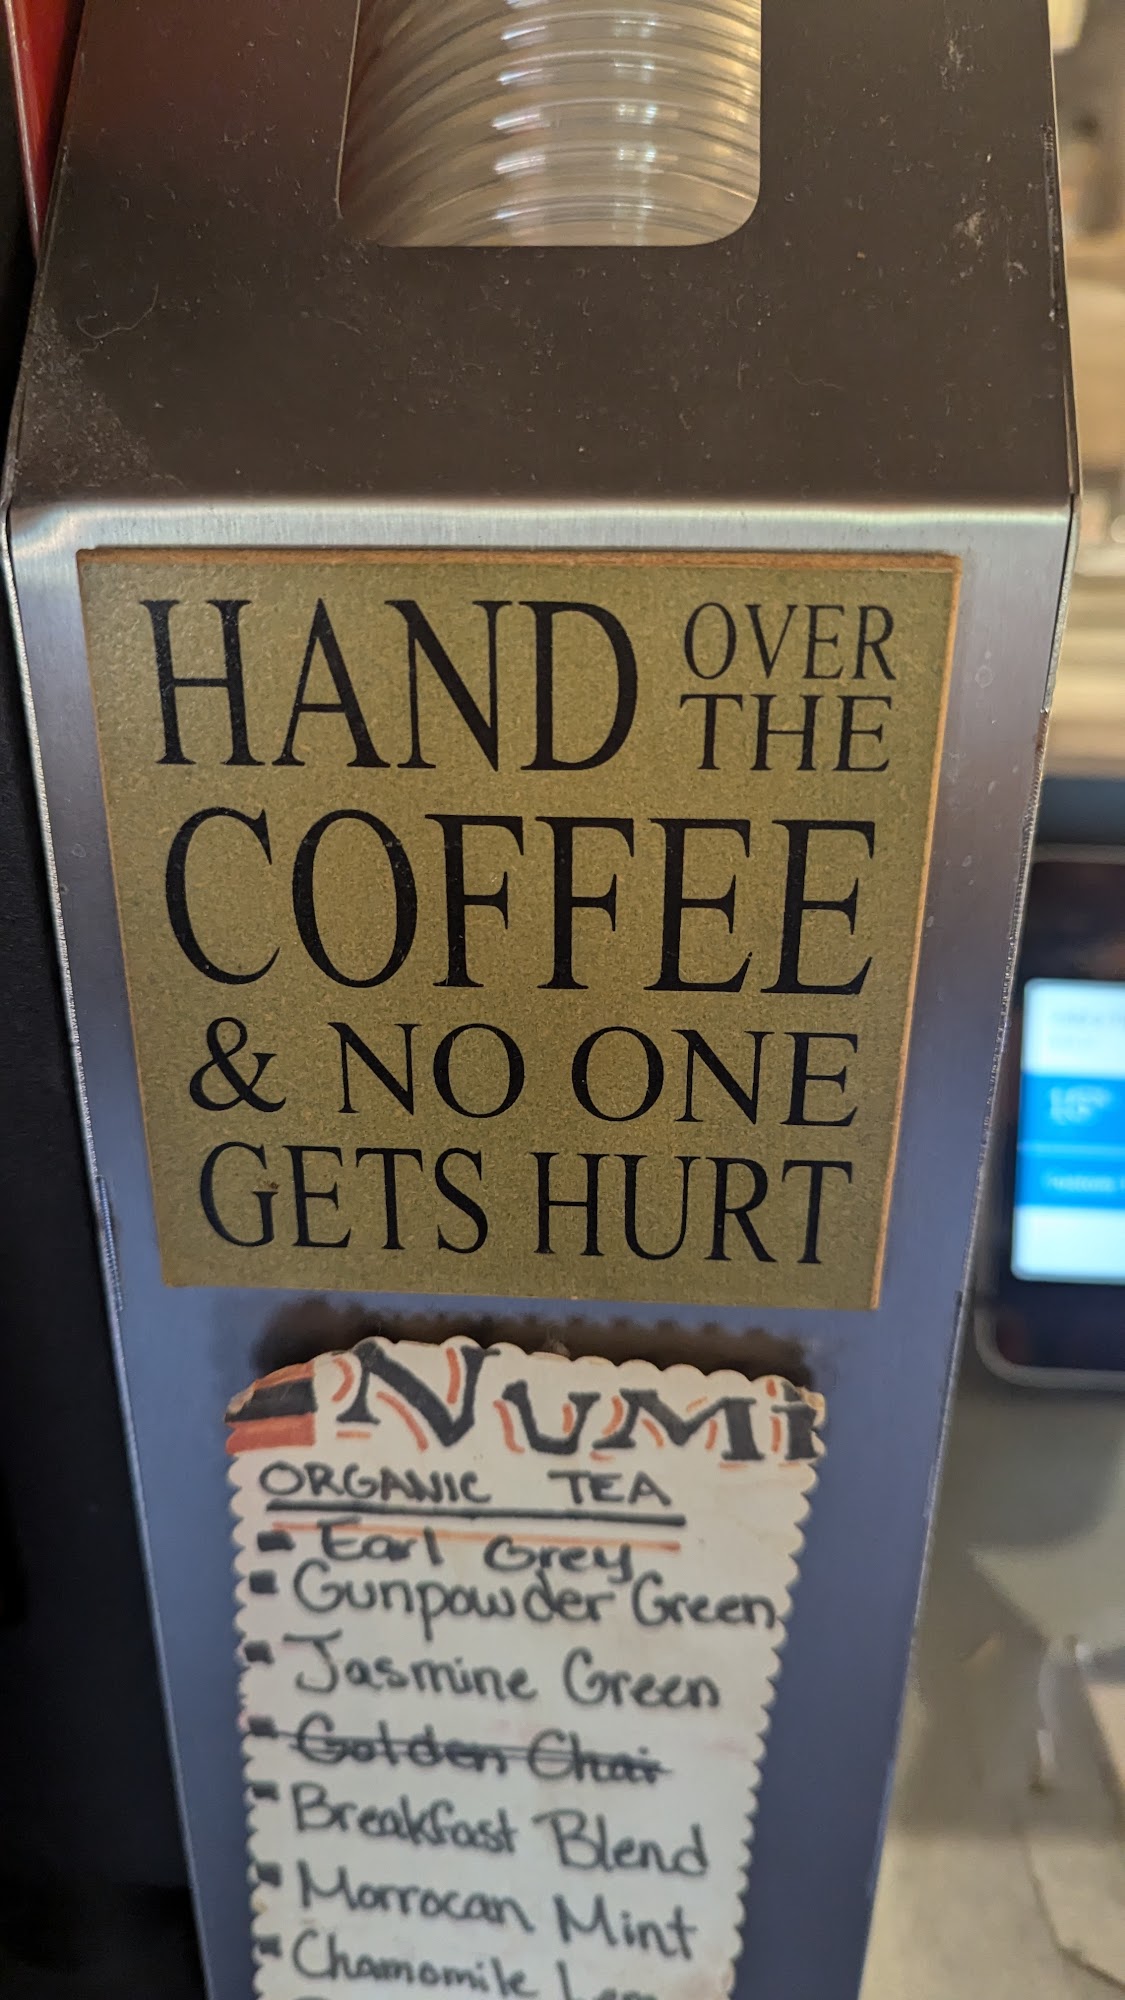 HAND OVER
THE
COFFEE
& NO ONE
GETS HURT
NUMi
ORGANIC TEA
Earl Grey
Gunpowder Green
Jasmine Green
Golden Chai
Breakfast Blend
Morrocan Mint
Chamomile